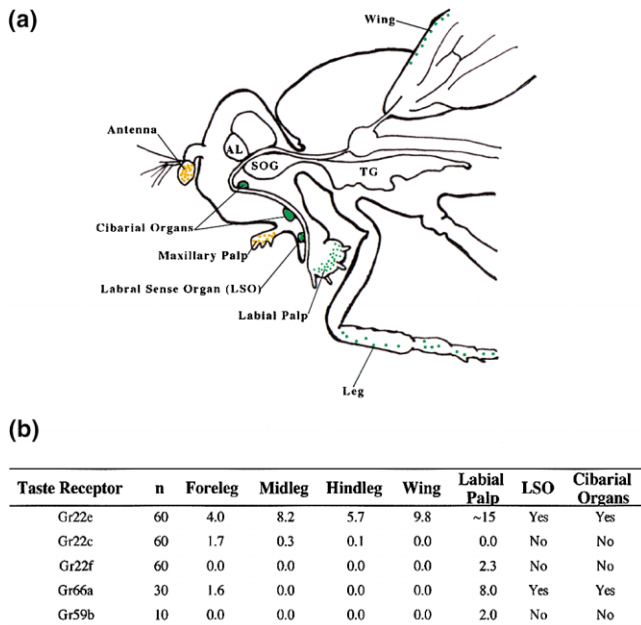 (a)
Wing
Antenna
AL
SOG
TG
Cibarial Organs
Maxillary Palp
Labral Sense Organ (LSO)
Labial Palp
Leg
(b)
Taste Receptor n Foreleg Midleg Hindleg Wing Labial Palp LSO Cibarial Organs
Gr22e 60 4.0 8.2 5.7 9.8 ~15 Yes Yes
Gr22c 60 1.7 0.3 0.1 0.0 0.0 No No
Gr22f 60 0.0 0.0 0.0 0.0 2.3 No No
Gr66a 30 1.6 0.0 0.0 0.0 8.0 Yes Yes
Gr59b 10 0.0 0.0 0.0 0.0 2.0 No No